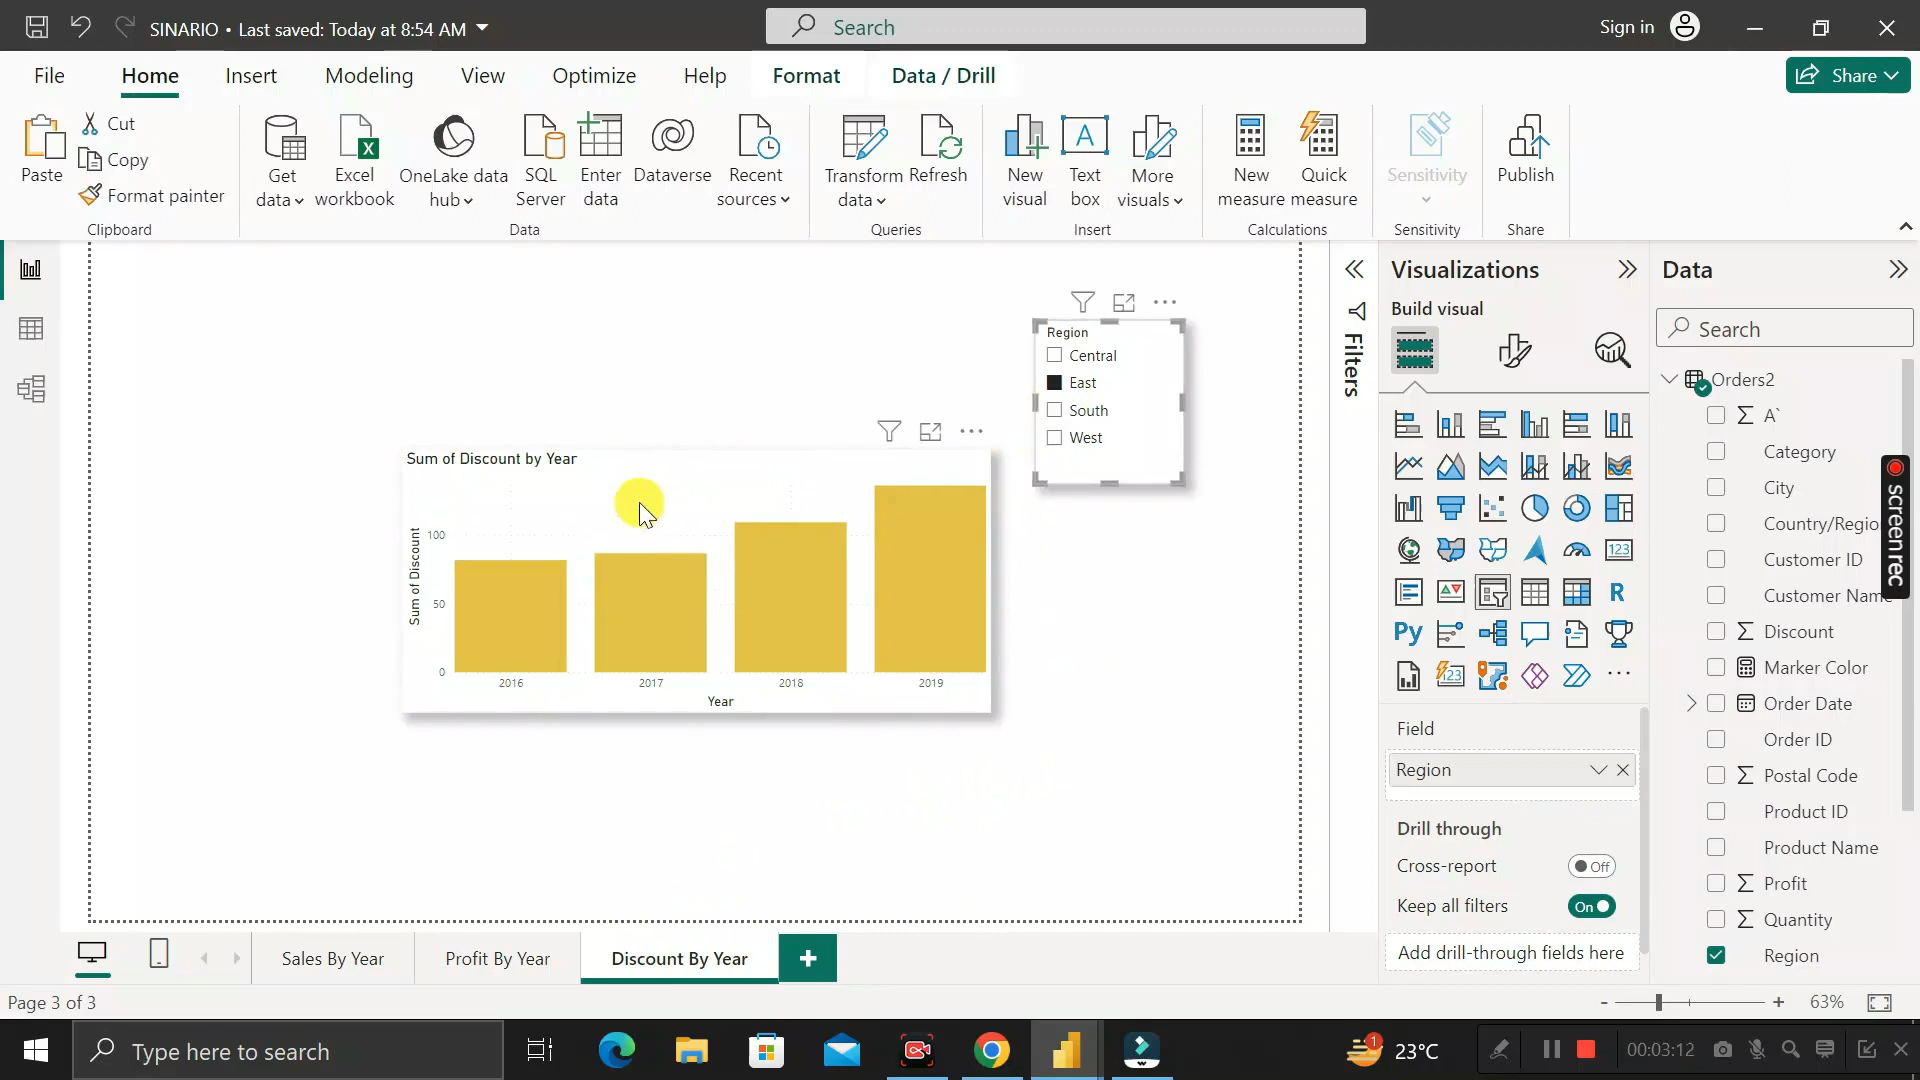 SINARIO • Last saved: Today at 8:54 AM
Search
Sign in
File
Home
Insert
Modeling
View
Optimize
Help
Format
Data / Drill
Share
Paste
Cut
Copy
Format painter
Clipboard
Get data
Excel workbook
OneLake data hub
SQL Server
Enter data
Dataverse
Recent sources
Data
Transform data
Refresh
Queries
New visual
Text box
More visuals
Insert
New measure
Quick measure
Calculations
Sensitivity
Sensitivity
Publish
Share
Region
Central
East
South
West
Sum of Discount by Year
Sum of Discount
100
50
0
2016
2017
2018
2019
Year
Filters
Visualizations
Build visual
123
R
Py
123
Field
Region
Drill through
Cross-report
Off
Keep all filters
On
Add drill-through fields here
Data
Search
Orders2
A`
Category
City
Country/Regio
Customer ID
Customer Name
Discount
Marker Color
Order Date
Order ID
Postal Code
Product ID
Product Name
Profit
Quantity
Region
screen rec
Sales By Year
Profit By Year
Discount By Year
Page 3 of 3
63%
Type here to search
1
23°C
00:03:12